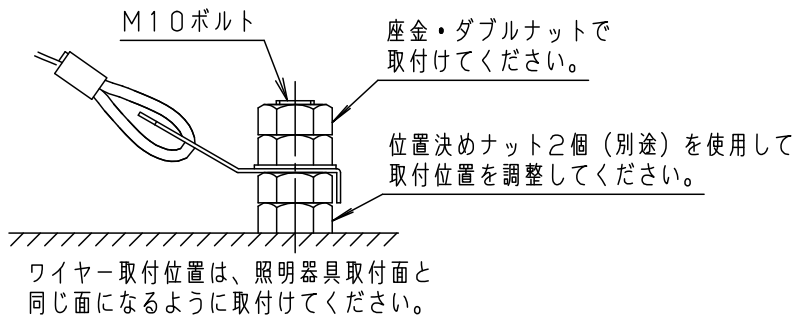 M10ボルト
座金・ダブルナットで
取付けてください。
位置決めナット2個（別途）を使用して
取付位置を調整してください。
ワイヤー取付位置は、照明器具取付面と
同じ面になるように取付けてください。